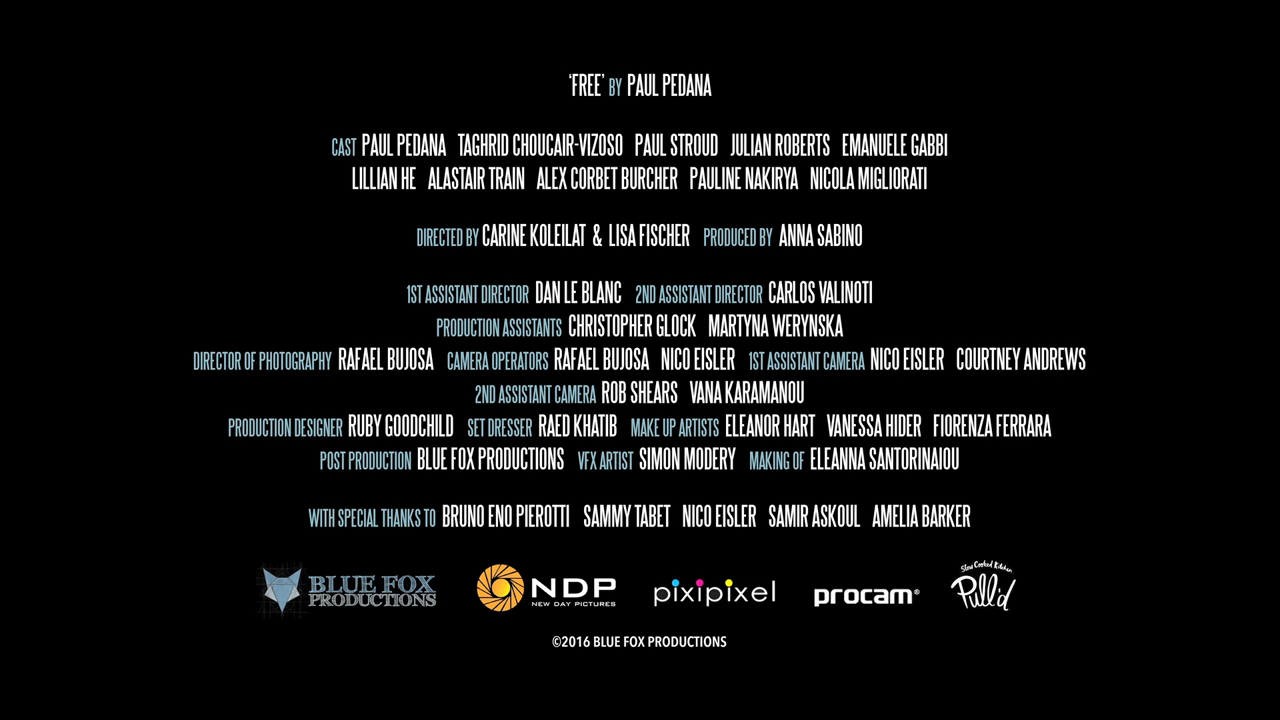 'FREE' BY PAUL PEDANA
CAST PAUL PEDANA TAGHRID CHOUCAIR-VIZOSO PAUL STROUD JULIAN ROBERTS EMANUELE GABBI
LILLIAN HE ALASTAIR TRAIN ALEX CORBET BURCHER PAULINE NAKIRYA NICOLA MIGLIORATI
DIRECTED BY CARINE KOLEILAT & LISA FISCHER PRODUCED BY ANNA SABINO
1ST ASSISTANT DIRECTOR DAN LE BLANC 2ND ASSISTANT DIRECTOR CARLOS VALINOTI
PRODUCTION ASSISTANTS CHRISTOPHER GLOCK MARTYNA WERYNSKA
DIRECTOR OF PHOTOGRAPHY RAFAEL BUJOSA CAMERA OPERATORS RAFAEL BUJOSA NICO EISLER 1ST ASSISTANT CAMERA NICO EISLER COURTNEY ANDREWS
2ND ASSISTANT CAMERA ROB SHEARS VANA KARAMANOU
PRODUCTION DESIGNER RUBY GOODCHILD SET DRESSER RAED KHATIB MAKE UP ARTISTS ELEANOR HART VANESSA HIDER FIORENZA FERRARA
POST PRODUCTION BLUE FOX PRODUCTIONS VFX ARTIST SIMON MODERY MAKING OF ELEANNA SANTORINAIOU
WITH SPECIAL THANKS TO BRUNO ENO PIEROTTI SAMMY TABET NICO EISLER SAMIR ASKOUL AMELIA BARKER
BLUE FOX
PRODUCTIONS
NDP
NEW DAY PICTURES
pixipixel
procam®
Slow Cooked Kitchen
Pull'd
©2016 BLUE FOX PRODUCTIONS